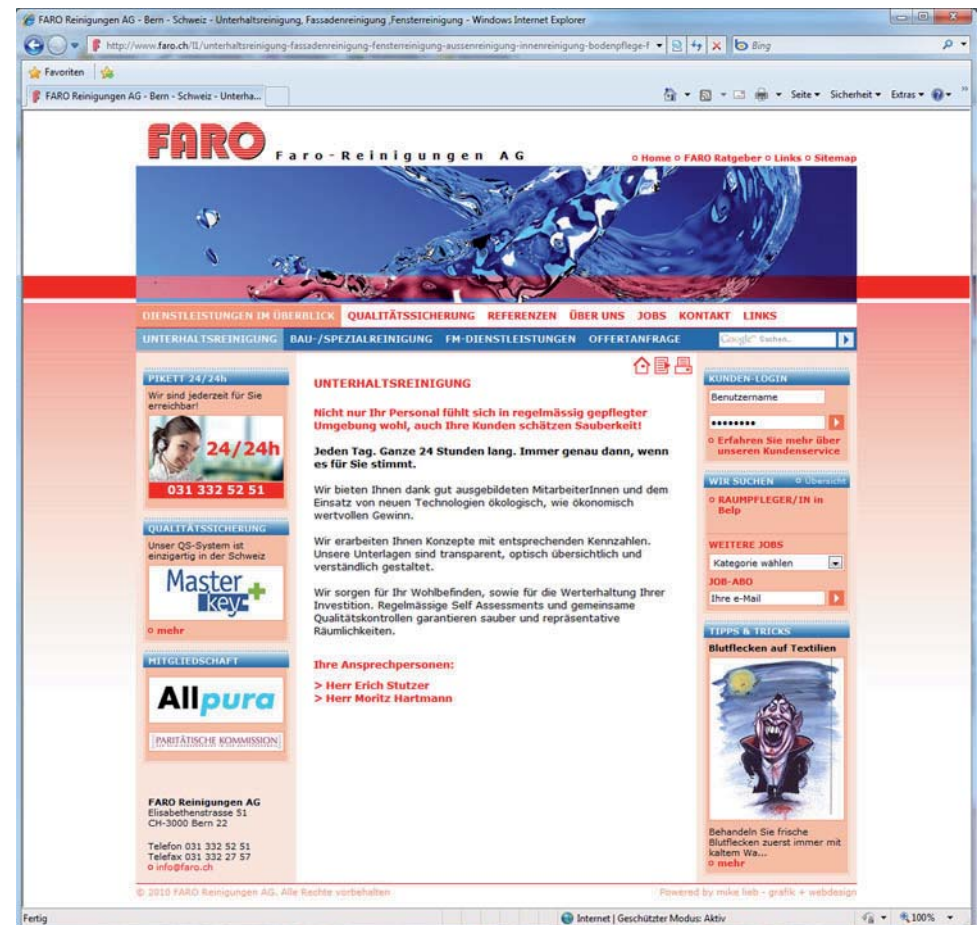 FARO Reinigungen AG - Bern - Schweiz - Unterhaltsreinigung, Fassadenreinigung ,Fensterreinigung - Windows Internet Explorer
http://www.faro.ch/II/unterhaltsreinigung-fassadenreinigung-fensterreinigung-aussenreinigung-innenreinigung-bodenpflege-f
Bing
Favoriten
FARO Reinigungen AG - Bern - Schweiz - Unterha...
Seite Sicherheit Extras
FARO Faro-Reinigungen AG
Home FARO Ratgeber Links Sitemap
DIENSTLEISTUNGEN IM ÜBERBLICK QUALITÄTSSICHERUNG REFERENZEN ÜBER UNS JOBS KONTAKT LINKS
UNTERHALTSREINIGUNG BAU-/SPEZIALREINIGUNG FM-DIENSTLEISTUNGEN OFFERTANFRAGE Google Suchen..
PIKETT 24/24h
Wir sind jederzeit für Sie
erreichbar!
24/24h
031 332 52 51
QUALITÄTSSICHERUNG
Unser QS-System ist
einzigartig in der Schweiz
Master
key+
mehr
MITGLIEDSCHAFT
Allpura
PARITÄTISCHE KOMMISSION
FARO Reinigungen AG
Elisabethenstrasse 51
CH-3000 Bern 22
Telefon 031 332 52 51
Telefax 031 332 27 57
info@faro.ch
UNTERHALTSREINIGUNG
Nicht nur Ihr Personal fühlt sich in regelmässig gepflegter
Umgebung wohl, auch Ihre Kunden schätzen Sauberkeit!
Jeden Tag. Ganze 24 Stunden lang. Immer genau dann, wenn
es für Sie stimmt.
Wir bieten Ihnen dank gut ausgebildeten MitarbeiterInnen und dem
Einsatz von neuen Technologien ökologisch, wie ökonomisch
wertvollen Gewinn.
Wir erarbeiten Ihnen Konzepte mit entsprechenden Kennzahlen.
Unsere Unterlagen sind transparent, optisch übersichtlich und
verständlich gestaltet.
Wir sorgen für Ihr Wohlbefinden, sowie für die Werterhaltung Ihrer
Investition. Regelmässige Self Assessments und gemeinsame
Qualitätskontrollen garantieren sauber und repräsentative
Räumlichkeiten.
Ihre Ansprechpersonen:
> Herr Erich Stutzer
> Herr Moritz Hartmann
KUNDEN-LOGIN
Benutzername
••••••••
Erfahren Sie mehr über
unseren Kundenservice
WIR SUCHEN Übersicht
RAUMPFLEGER/IN in
Belp
WEITERE JOBS
Kategorie wählen
JOB-ABO
Ihre e-Mail
TIPPS & TRICKS
Blutflecken auf Textilien
Behandeln Sie frische
Blutflecken zuerst immer mit
kaltem Wa...
mehr
© 2010 FARO Reinigungen AG. Alle Rechte vorbehalten Powered by mike lieb - grafik + webdesign
Fertig Internet | Geschützter Modus: Aktiv 100%